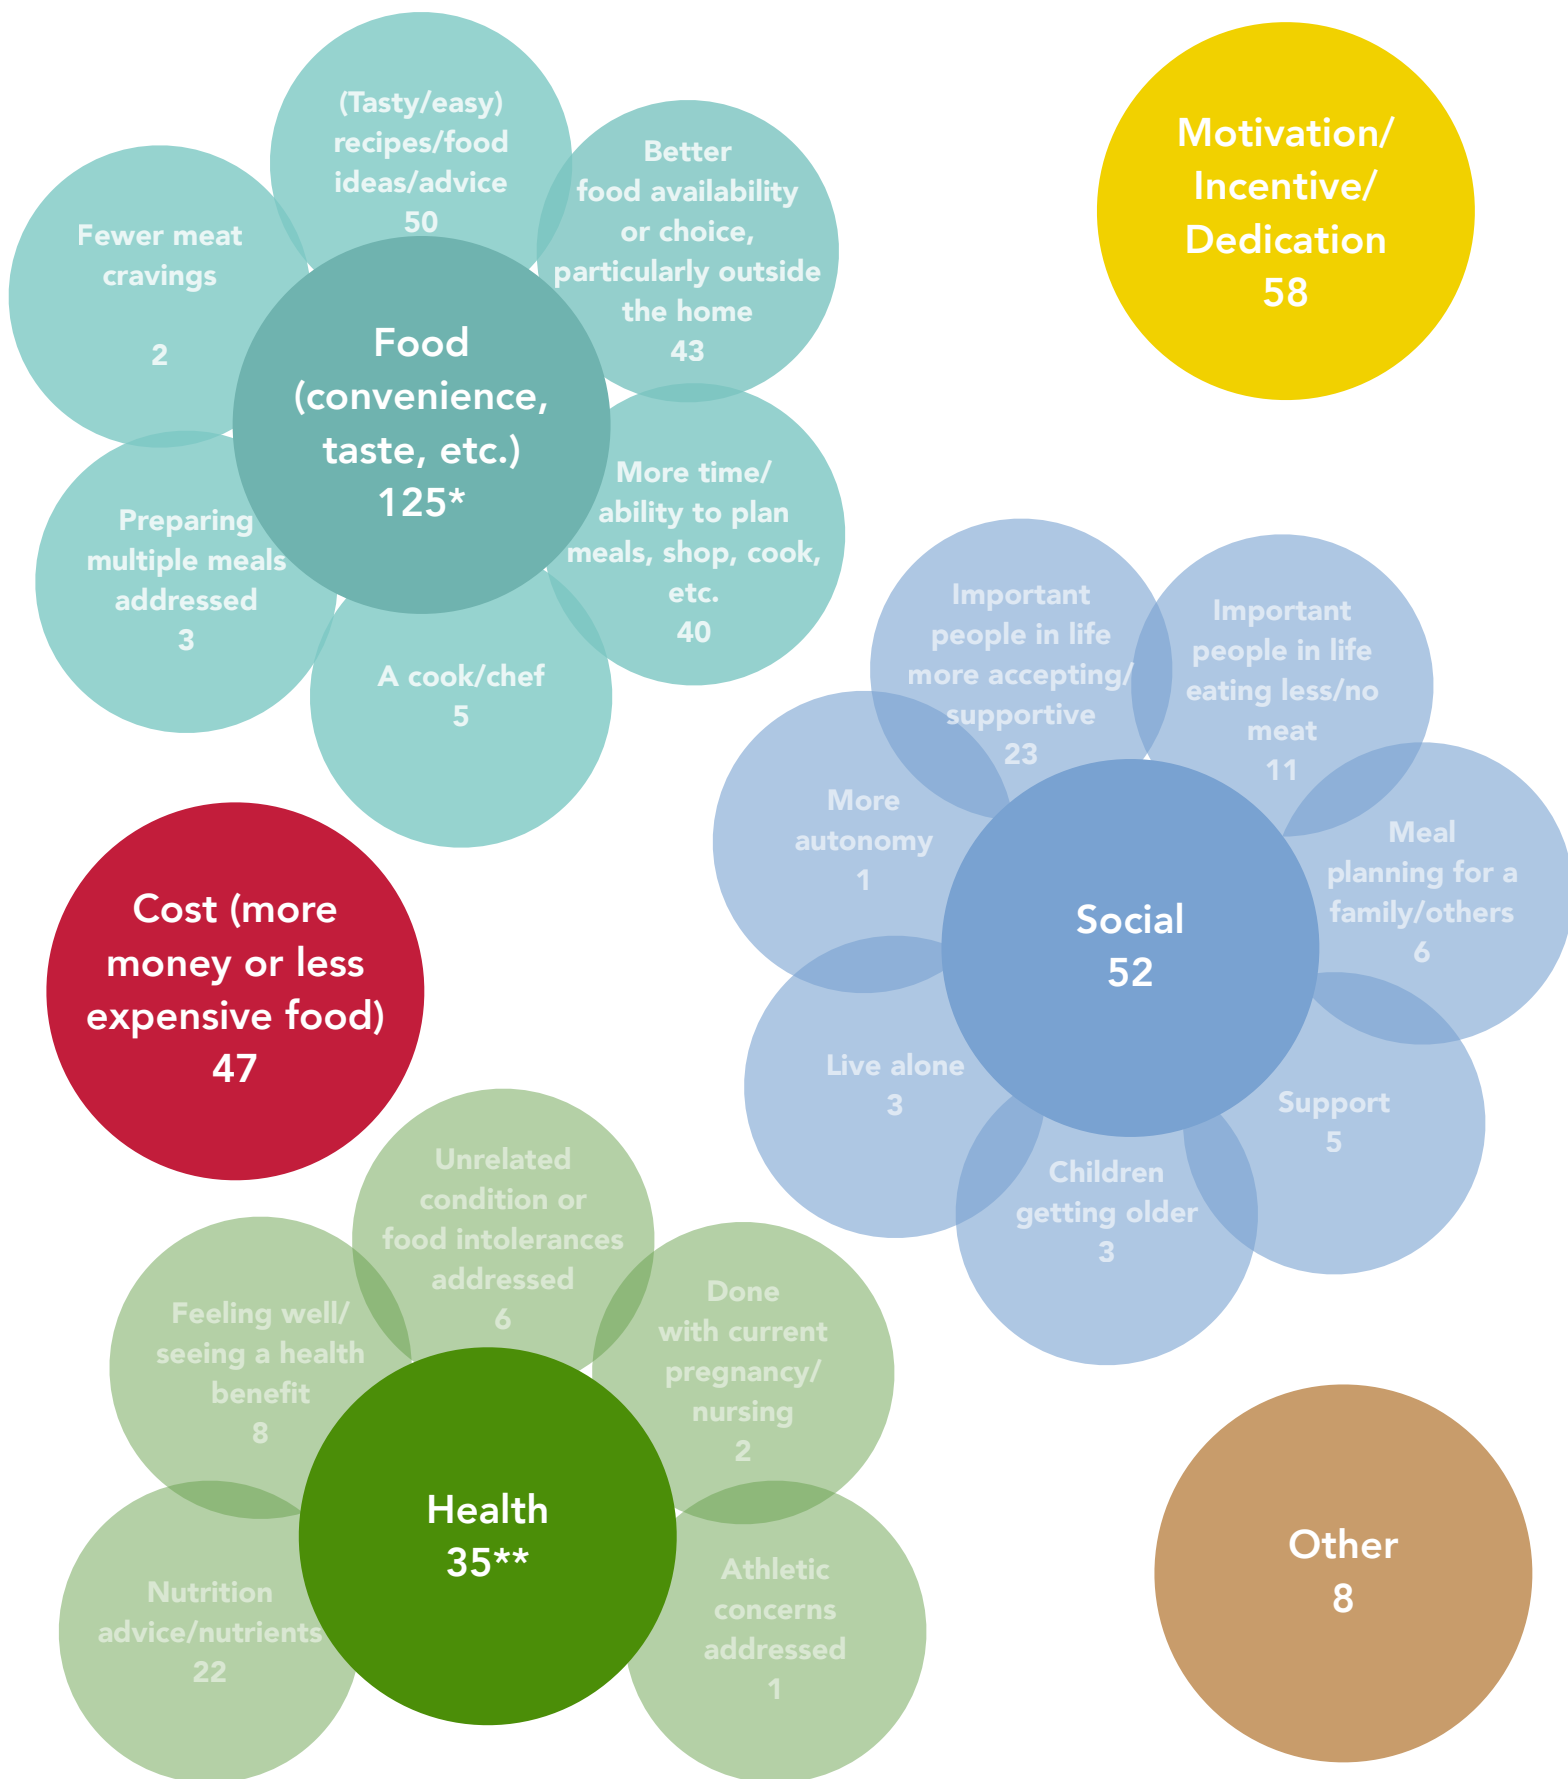 (Tasty/easy)
recipes/food
ideas/advice
50
Better
food availability
or choice,
particularly outside
the home
43
Fewer meat
cravings
2
Food
(convenience,
taste, etc.)
125*
More time/
ability to plan
meals, shop, cook,
etc.
40
Preparing
multiple meals
addressed
3
A cook/chef
5
Motivation/
Incentive/
Dedication
58
Important
people in life
more accepting/
supportive
23
Important
people in life
eating less/no
meat
11
More
autonomy
1
Meal
planning for a
family/others
6
Social
52
Live alone
3
Support
5
Children
getting older
3
Cost (more
money or less
expensive food)
47
Unrelated
condition or
food intolerances
addressed
6
Feeling well/
seeing a health
benefit
8
Done
with current
pregnancy/
nursing
2
Health
35**
Nutrition
advice/nutrients
22
Athletic
concerns
addressed
1
Other
8